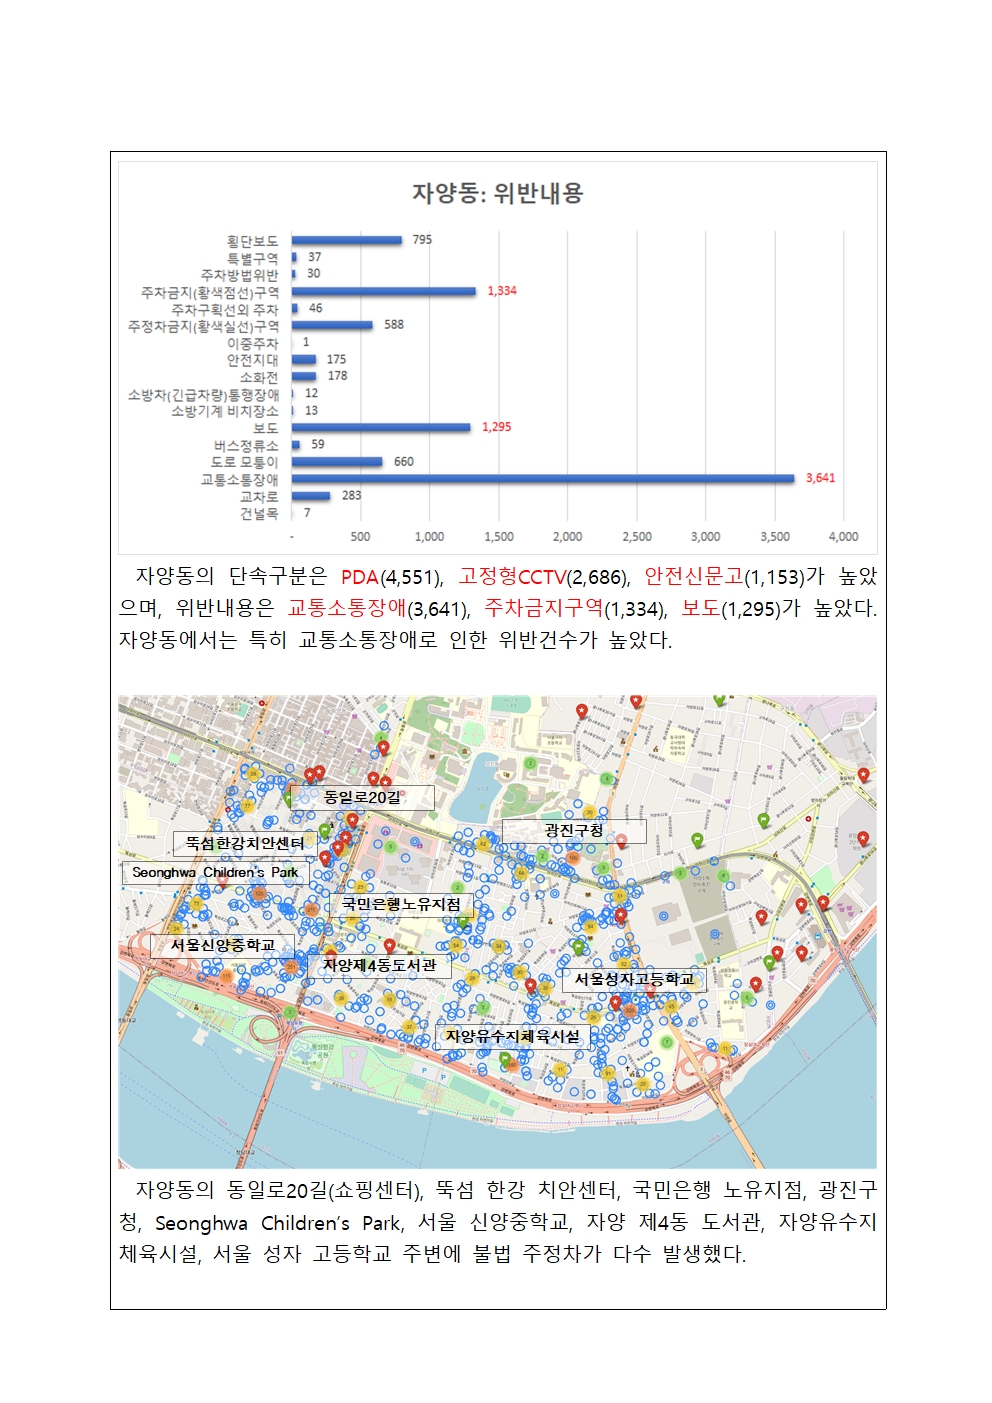 자양동: 위반내용
횡단보도 795
특별구역 37
주차방법위반 30
주차금지(황색점선)구역 1,334
주차구획선외 주차 46
주정차금지(황색실선)구역 588
이중주차 1
안전지대 175
소화전 178
소방차(긴급차량)통행장애 12
소방기계 비치장소 13
보도 1,295
버스정류소 59
도로 모퉁이 660
교통소통장애 3,641
교차로 283
건널목 7
- 500 1,000 1,500 2,000 2,500 3,000 3,500 4,000
자양동의 단속구분은 PDA(4,551), 고정형CCTV(2,686), 안전신문고(1,153)가 높았
으며, 위반내용은 교통소통장애(3,641), 주차금지구역(1,334), 보도(1,295)가 높았다.
자양동에서는 특히 교통소통장애로 인한 위반건수가 높았다.
동일로20길
광진구청
뚝섬한강치안센터
Seonghwa Children's Park
국민은행노유지점
서울신양중학교
자양제4동도서관
서울성자고등학교
자양유수지체육시설
자양동의 동일로20길(쇼핑센터), 뚝섬 한강 치안센터, 국민은행 노유지점, 광진구
청, Seonghwa Children's Park, 서울 신양중학교, 자양 제4동 도서관, 자양유수지
체육시설, 서울 성자 고등학교 주변에 불법 주정차가 다수 발생했다.